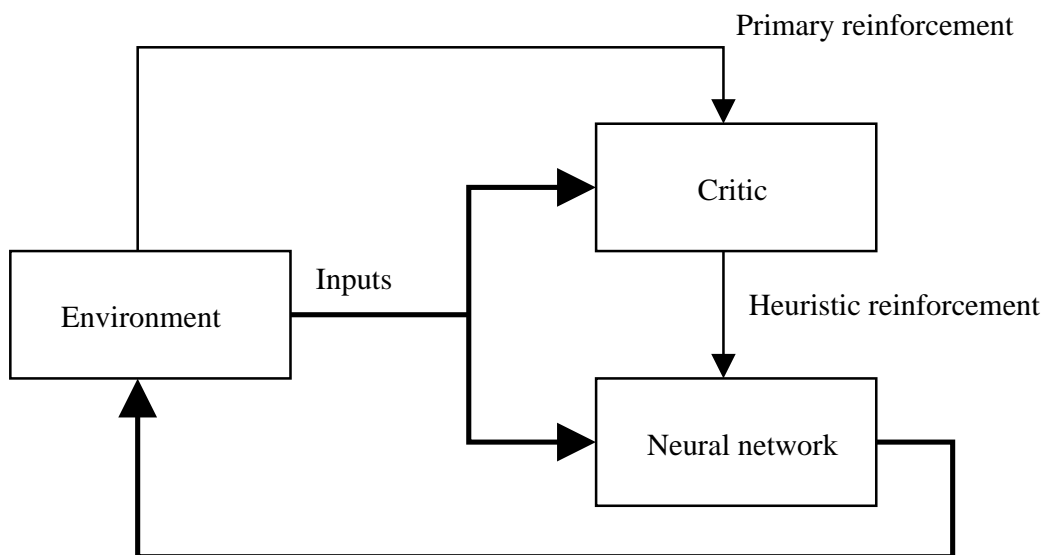 Primary reinforcement
Critic
Inputs
Environment
Heuristic reinforcement
Neural network